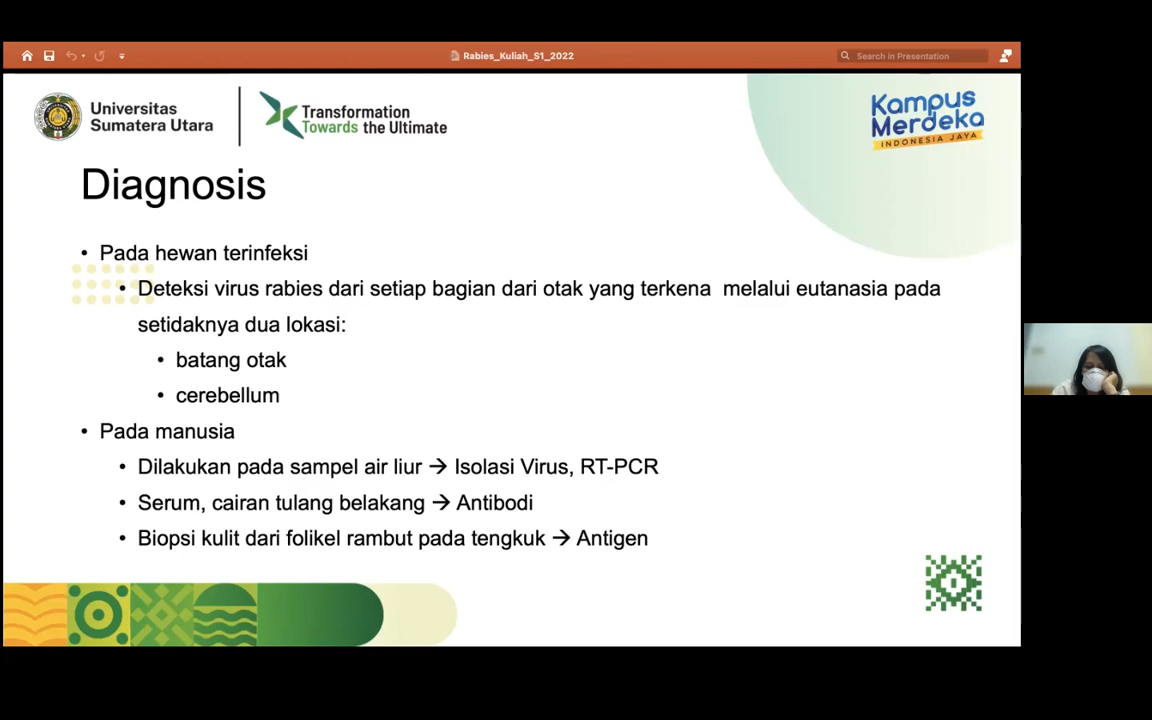 Rabies_Kuliah_S1_2022
Search in Presentation
Universitas
Sumatera Utara
Transformation
Towards the Ultimate
Kampus
Merdeka
INDONESIA JAYA
Diagnosis
• Pada hewan terinfeksi
• Deteksi virus rabies dari setiap bagian dari otak yang terkena melalui eutanasia pada
setidaknya dua lokasi:
• batang otak
• cerebellum
• Pada manusia
• Dilakukan pada sampel air liur → Isolasi Virus, RT-PCR
• Serum, cairan tulang belakang → Antibodi
• Biopsi kulit dari folikel rambut pada tengkuk → Antigen